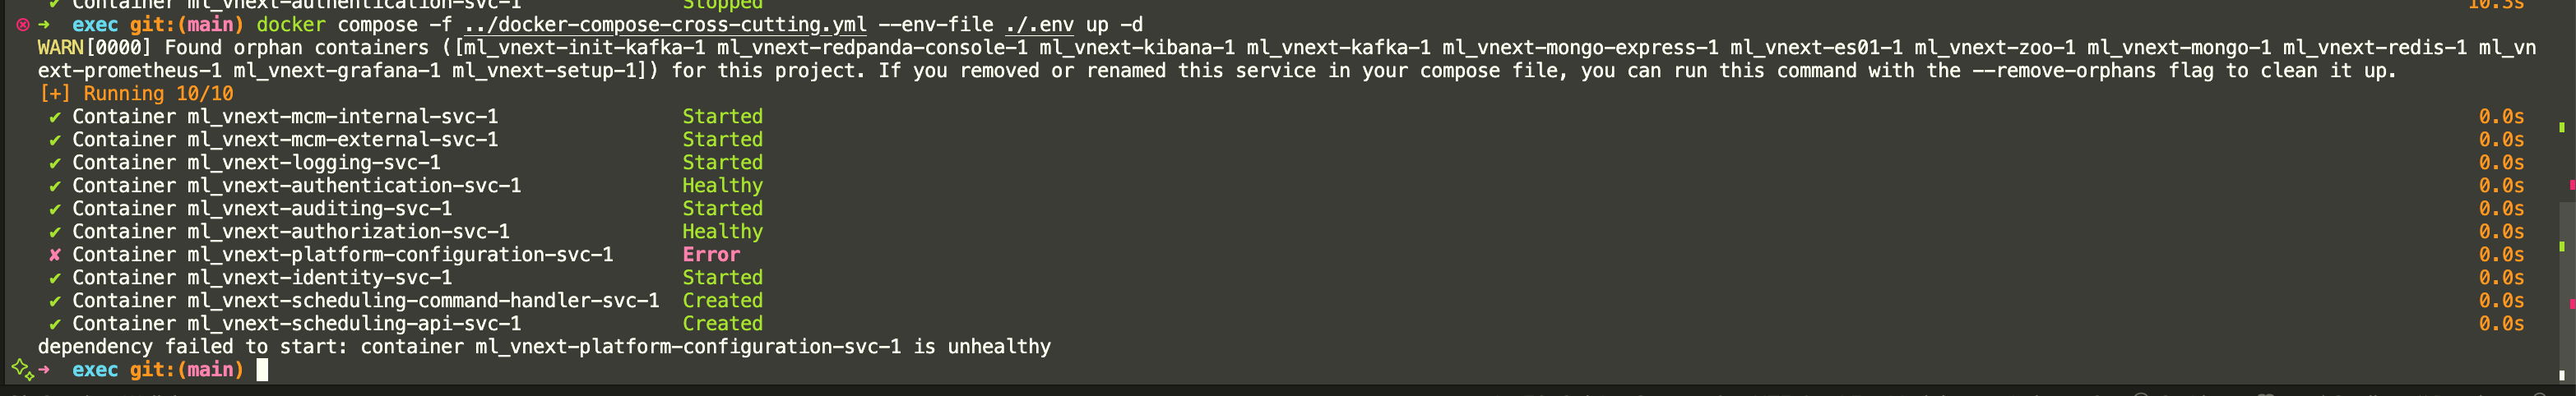 ✔ Container ml_vnext-authentication-svc-1 Stopped 10.3s
➜ exec git:(main) docker compose -f ../docker-compose-cross-cutting.yml --env-file ./.env up -d
WARN[0000] Found orphan containers ([ml_vnext-init-kafka-1 ml_vnext-redpanda-console-1 ml_vnext-kibana-1 ml_vnext-kafka-1 ml_vnext-mongo-express-1 ml_vnext-es01-1 ml_vnext-zoo-1 ml_vnext-mongo-1 ml_vnext-redis-1 ml_vn
ext-prometheus-1 ml_vnext-grafana-1 ml_vnext-setup-1]) for this project. If you removed or renamed this service in your compose file, you can run this command with the --remove-orphans flag to clean it up.
[+] Running 10/10
✔ Container ml_vnext-mcm-internal-svc-1 Started 0.0s
✔ Container ml_vnext-mcm-external-svc-1 Started 0.0s
✔ Container ml_vnext-logging-svc-1 Started 0.0s
✔ Container ml_vnext-authentication-svc-1 Healthy 0.0s
✔ Container ml_vnext-auditing-svc-1 Started 0.0s
✔ Container ml_vnext-authorization-svc-1 Healthy 0.0s
✘ Container ml_vnext-platform-configuration-svc-1 Error 0.0s
✔ Container ml_vnext-identity-svc-1 Started 0.0s
✔ Container ml_vnext-scheduling-command-handler-svc-1 Created 0.0s
✔ Container ml_vnext-scheduling-api-svc-1 Created 0.0s
dependency failed to start: container ml_vnext-platform-configuration-svc-1 is unhealthy
➜ exec git:(main)